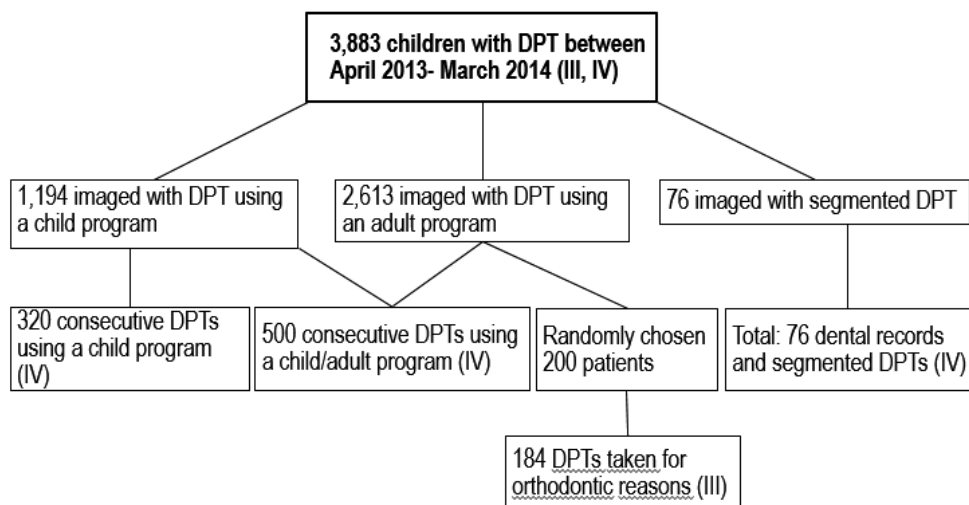 3,883 children with DPT between
April 2013- March 2014 (III, IV)
1,194 imaged with DPT using
a child program
2,613 imaged with DPT using
an adult program
76 imaged with segmented DPT
320 consecutive DPTs
using a child program
(IV)
500 consecutive DPTs using
a child/adult program (IV)
Randomly chosen
200 patients
Total: 76 dental records
and segmented DPTs (IV)
184 DPTs taken for
orthodontic reasons (III)